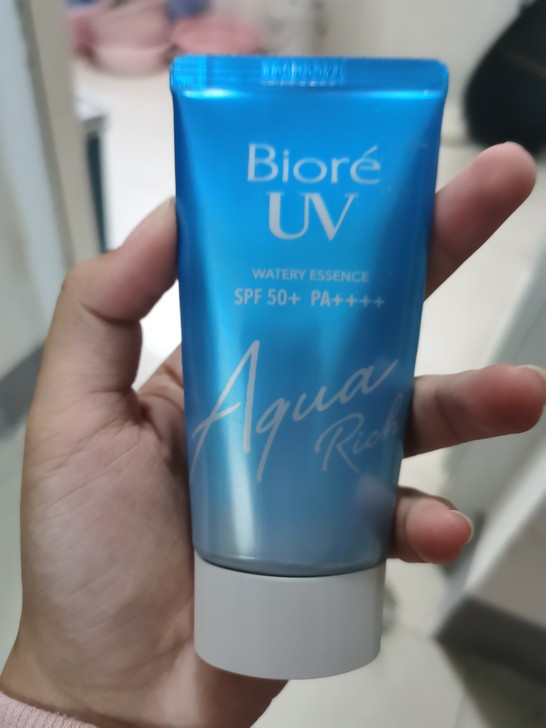 Bioré
UV
WATERY ESSENCE
SPF 50+ PA++++
Aqua
Rich